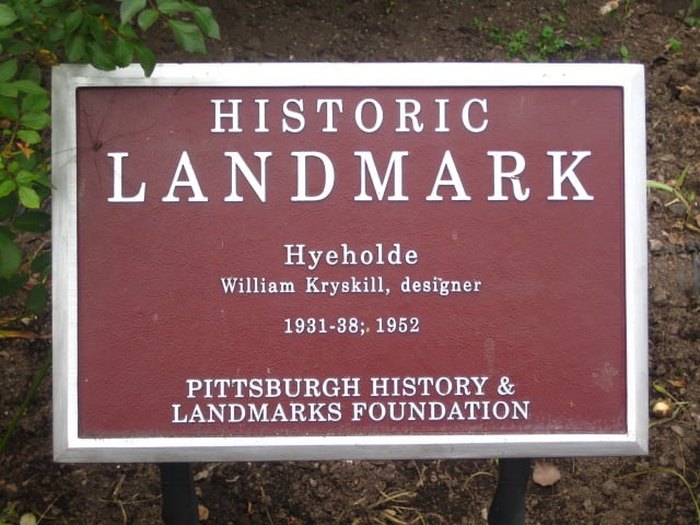 HISTORIC
LANDMARK
Hyeholde
William Kryskill, designer
1931-38; 1952
PITTSBURGH HISTORY &
LANDMARKS FOUNDATION